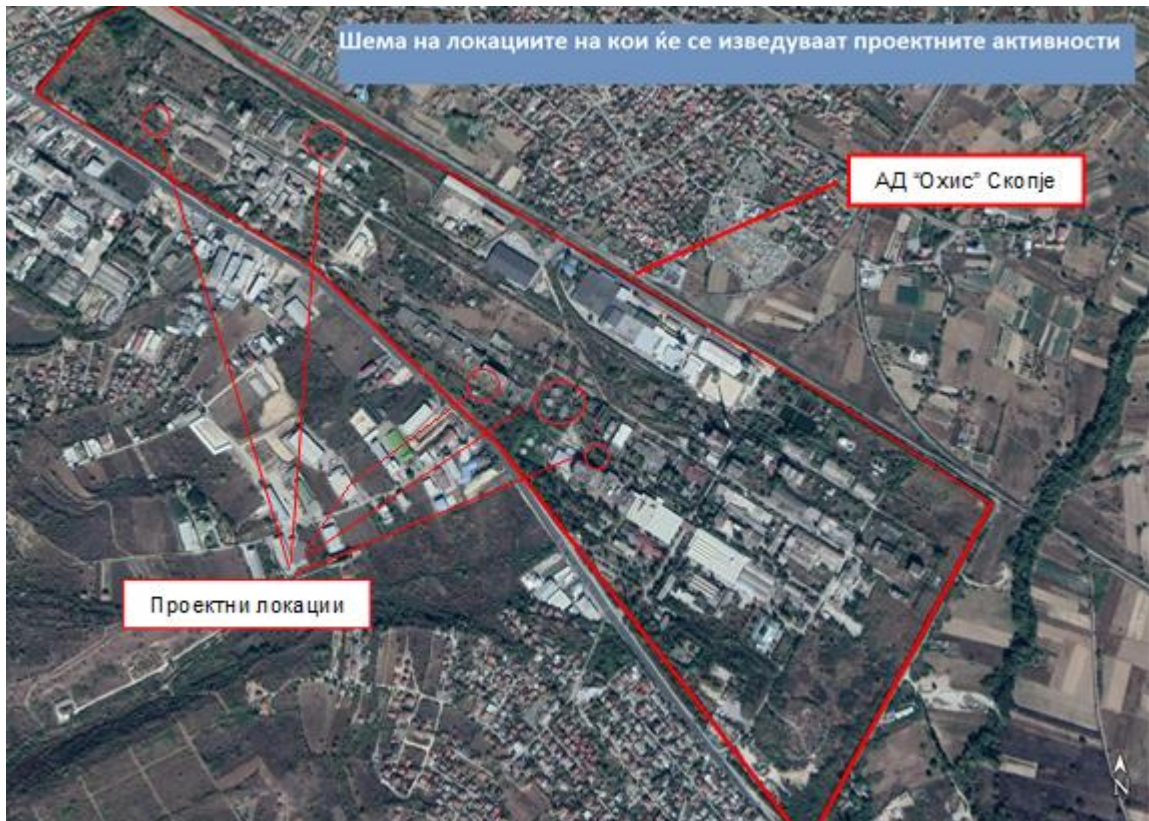 Шема на локациите на кои ќе се изведуваат проектните активности
АД “Охис” Скопје
Проектни локации
N